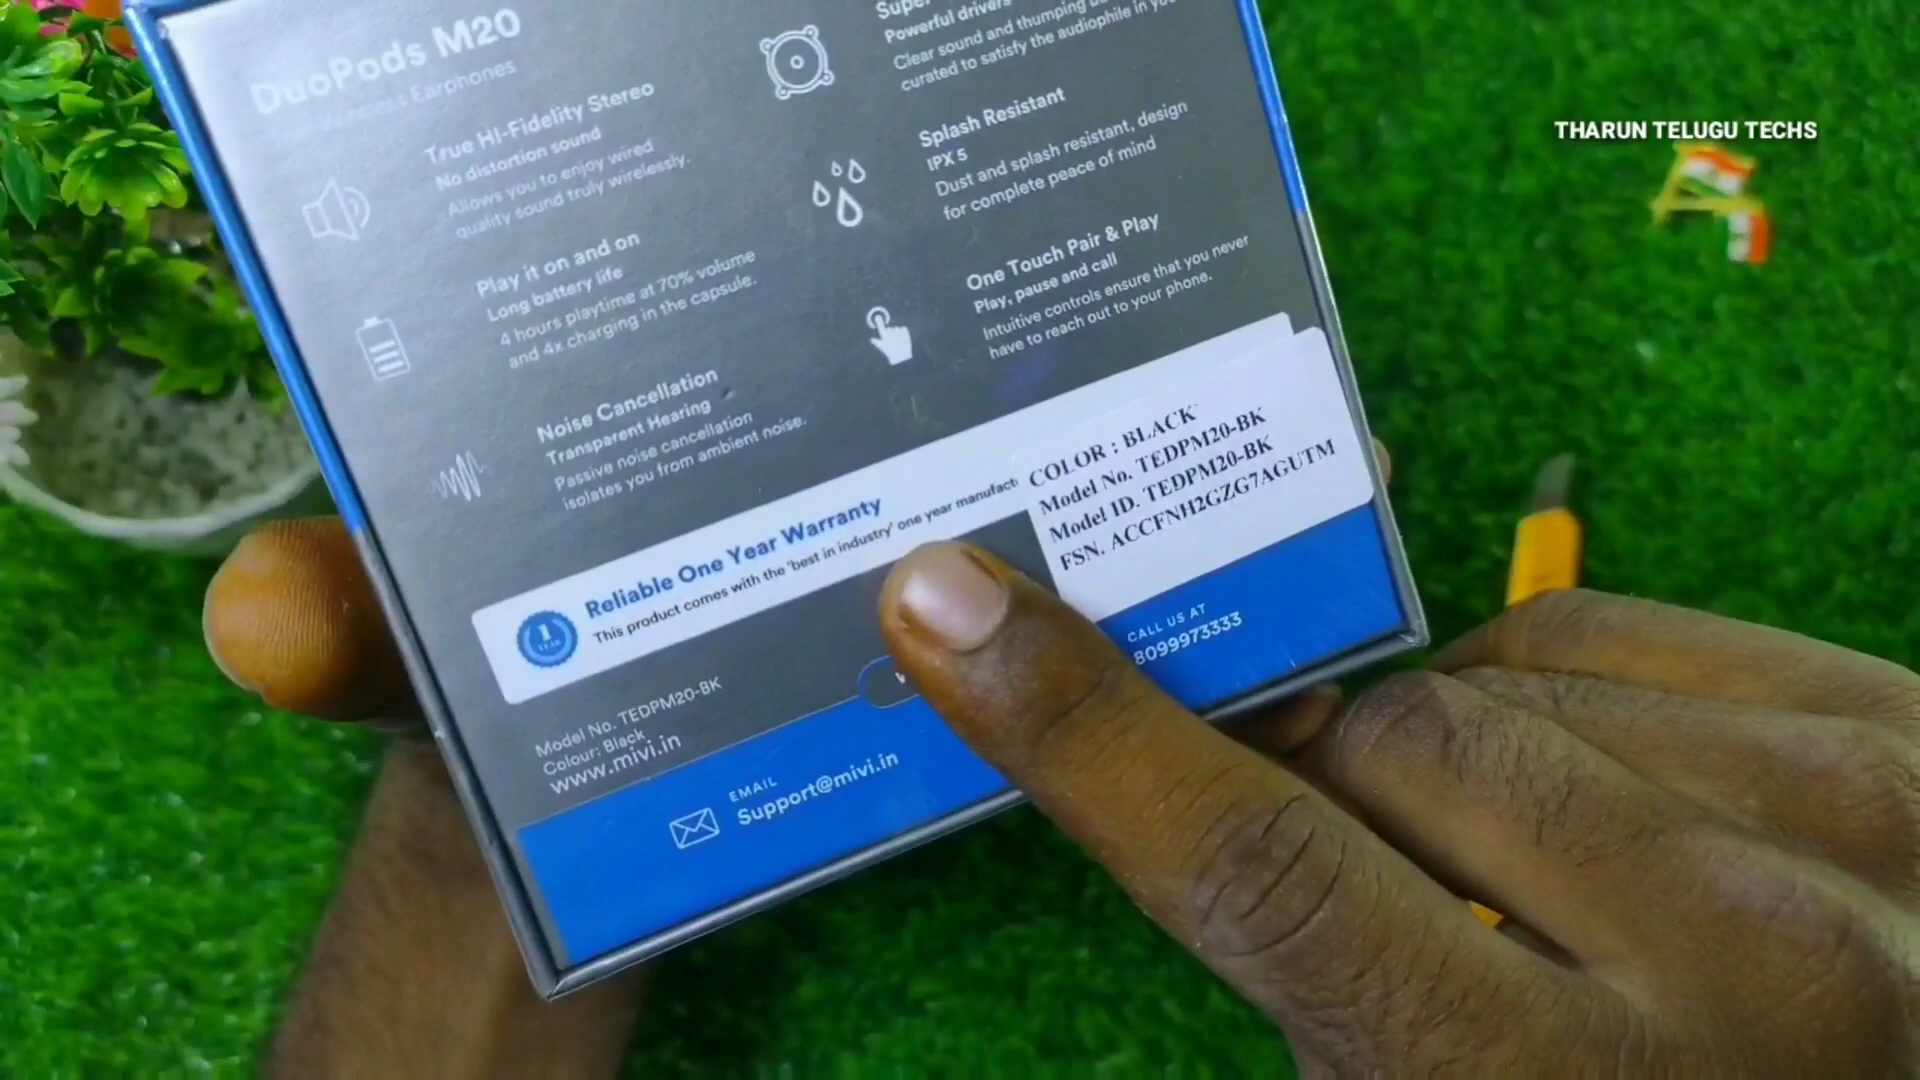 DuoPods M20
Wireless Earphones
True HI-Fidelity Stereo
No distortion sound
Allows you to enjoy wired
quality sound truly wirelessly.
Play it on and on
Long battery life
4 hours playtime at 70% volume
and 4x charging in the capsule.
Noise Cancellation
Transparent Hearing
Passive noise cancellation
isolates you from ambient noise.
Super
Powerful drivers
Clear sound and thumping
curated to satisfy the audiophile in
Splash Resistant
IPX 5
Dust and splash resistant, design
for complete peace of mind
One Touch Pair & Play
Play, pause and call
Intuitive controls ensure that you never
have to reach out to your phone.
1
YEAR
Reliable One Year Warranty
This product comes with the 'best in industry' one year
COLOR : BLACK
Model No. TEDPM20-BK
Model ID. TEDPM20-BK
FSN. ACCFNH2GZG7AGUTM
Model No. TEDPM20-BK
Colour: Black
www.mivi.in
EMAIL
Support@mivi.in
CALL US AT
8099973333
THARUN TELUGU TECHS